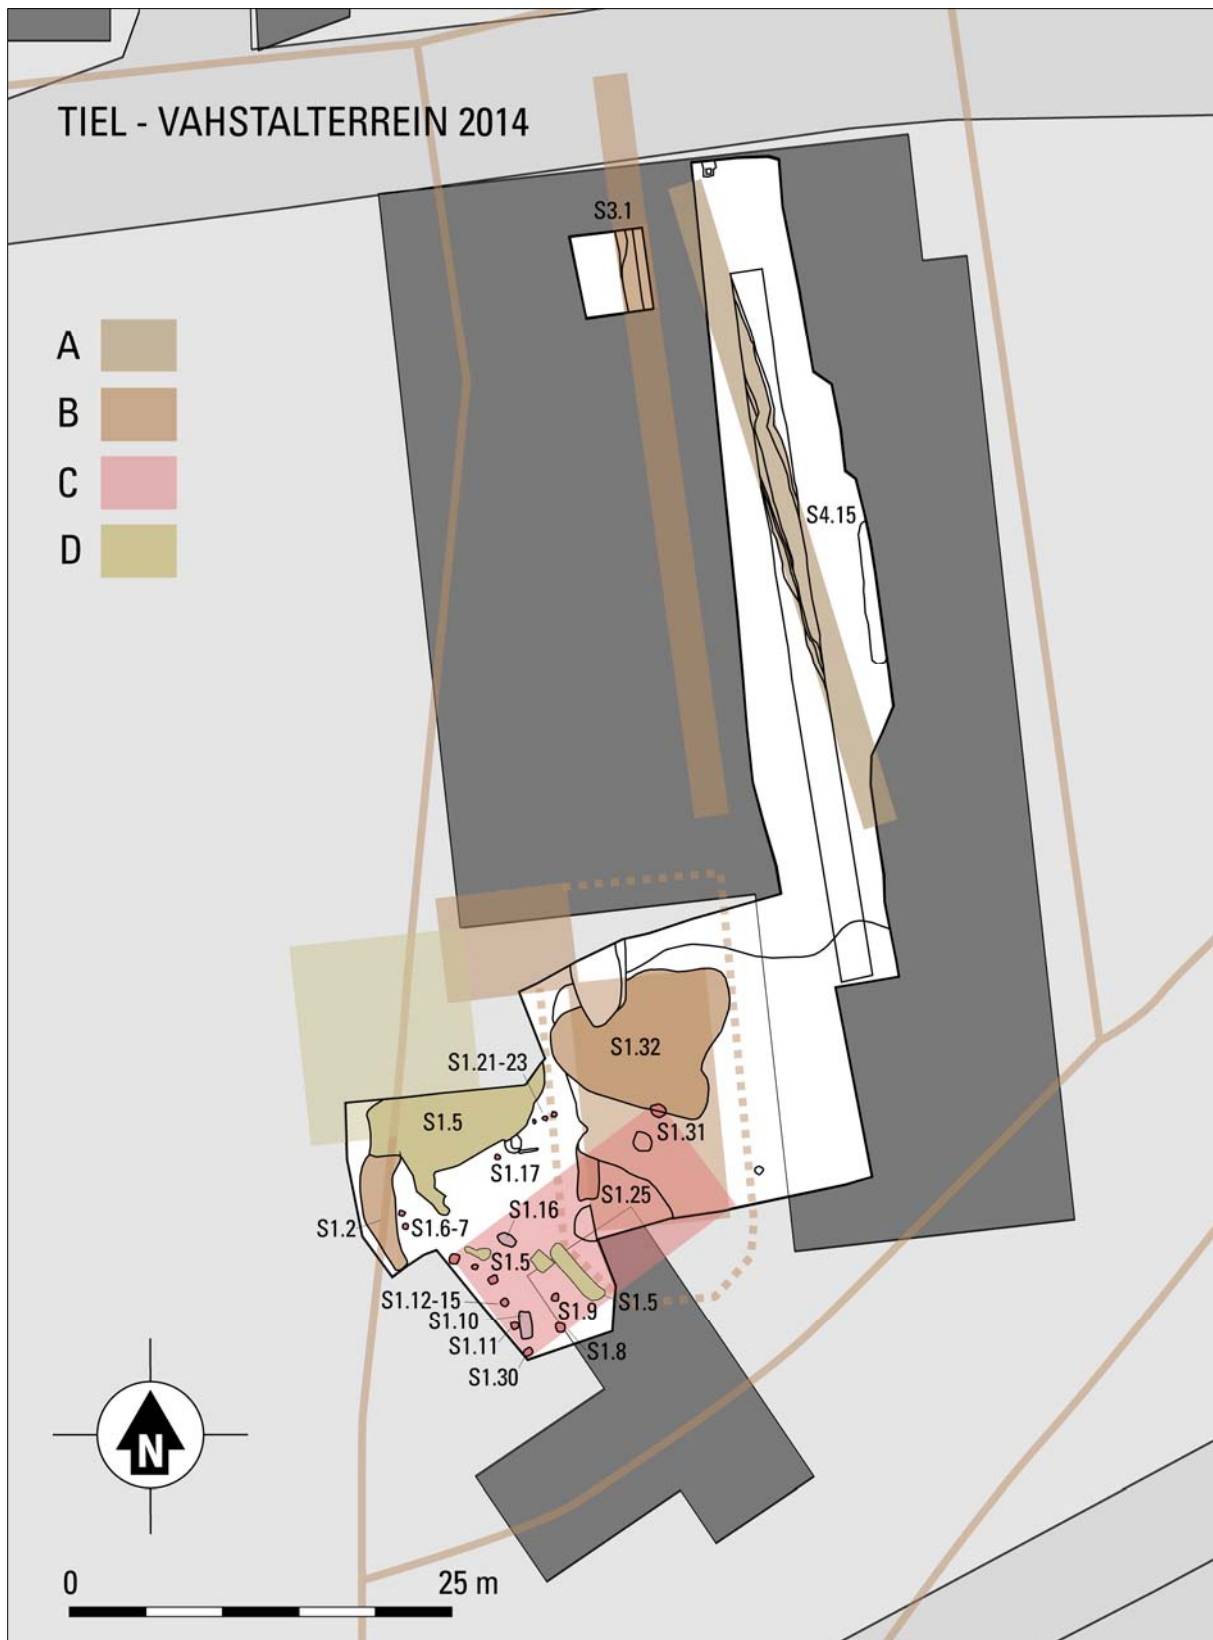 TIEL - VAHSTALTERREIN 2014
S3.1
A
B
C
D
S4.15
S1.32
S1.21-23
S1.5
S1.31
S1.17
S1.25
S1.16
S1.2
S1.6-7
S1.5
S1.12-15
S1.9
S1.5
S1.10
S1.11
S1.8
S1.30
N
0 25 m